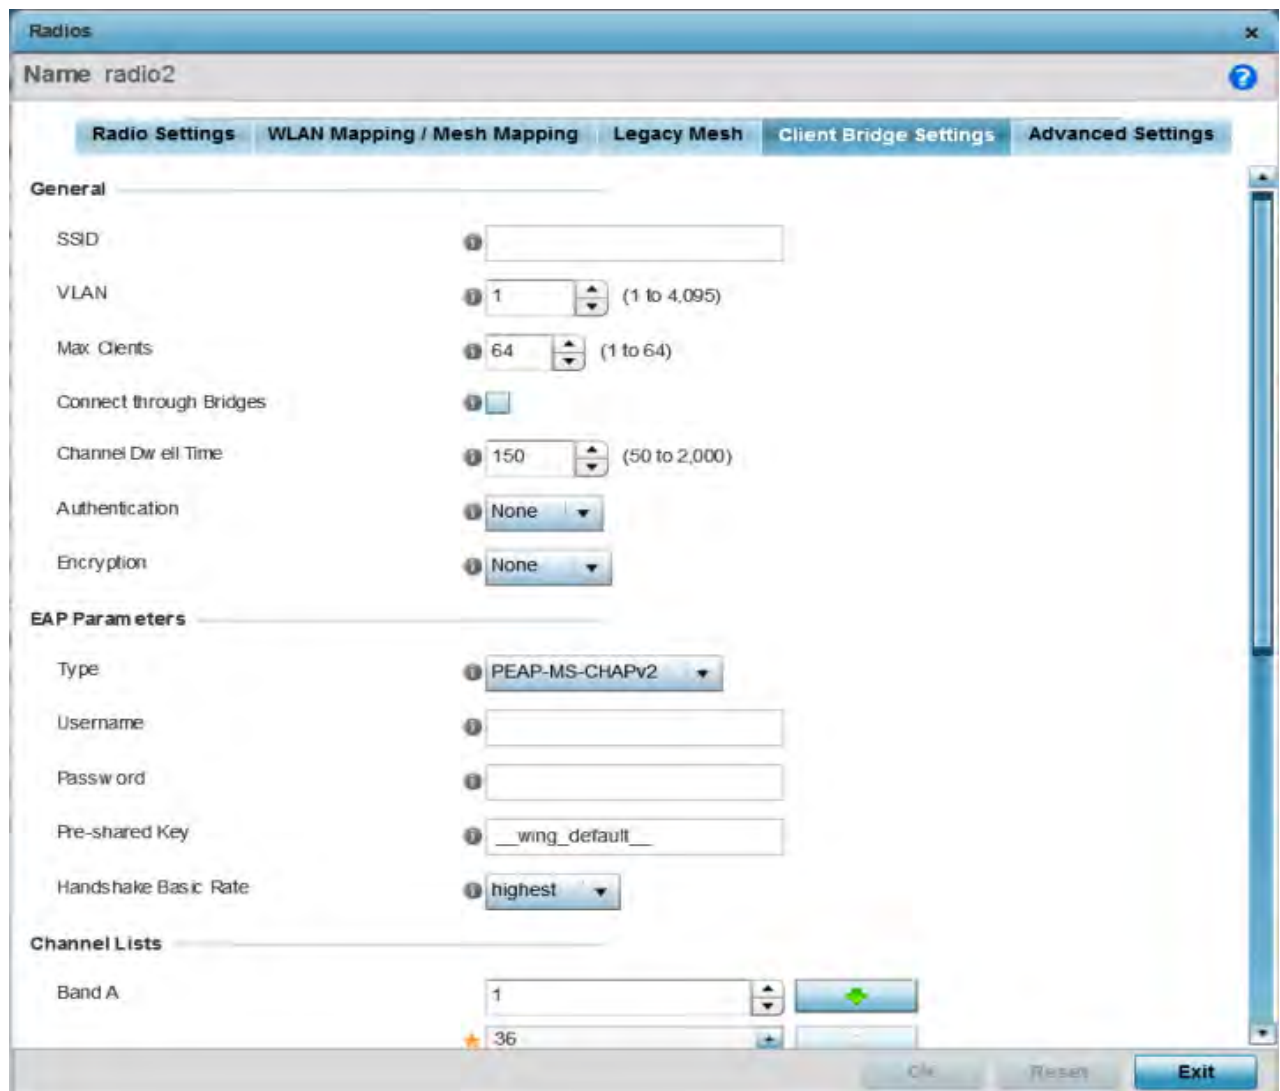 Radios
Name radio2
Radio Settings WLAN Mapping / Mesh Mapping Legacy Mesh Client Bridge Settings Advanced Settings
General
SSID
VLAN 1 (1 to 4,095)
Max Clients 64 (1 to 64)
Connect through Bridges
Channel Dwell Time 150 (50 to 2,000)
Authentication None
Encryption None
EAP Parameters
Type PEAP-MS-CHAPv2
Username
Password
Pre-shared Key __wing_default__
Handshake Basic Rate highest
Channel Lists
Band A 1
36
OK Reset Exit